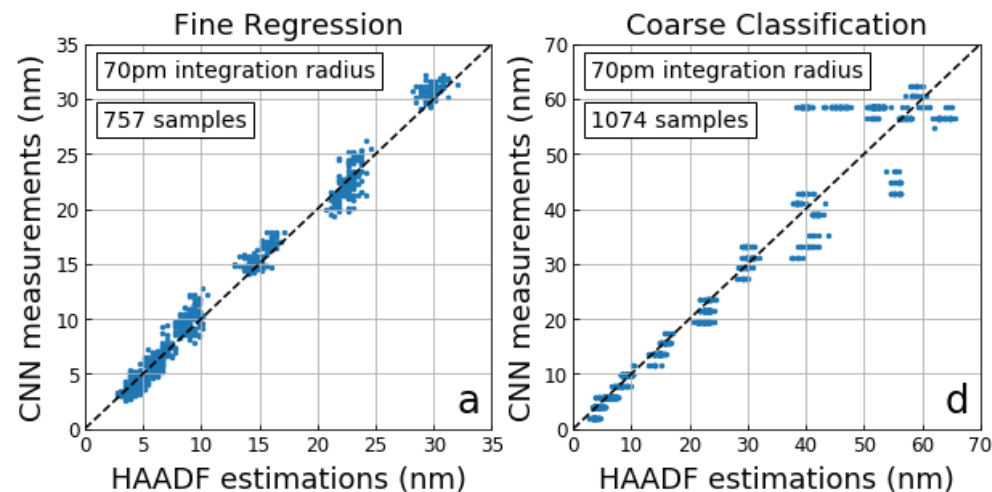 Fine Regression
35
30
25
20
15
10
5
0
CNN measurements (nm)
70pm integration radius
757 samples
a
0 5 10 15 20 25 30 35
HAADF estimations (nm)
Coarse Classification
70
60
50
40
30
20
10
0
CNN measurements (nm)
70pm integration radius
1074 samples
d
0 10 20 30 40 50 60 70
HAADF estimations (nm)